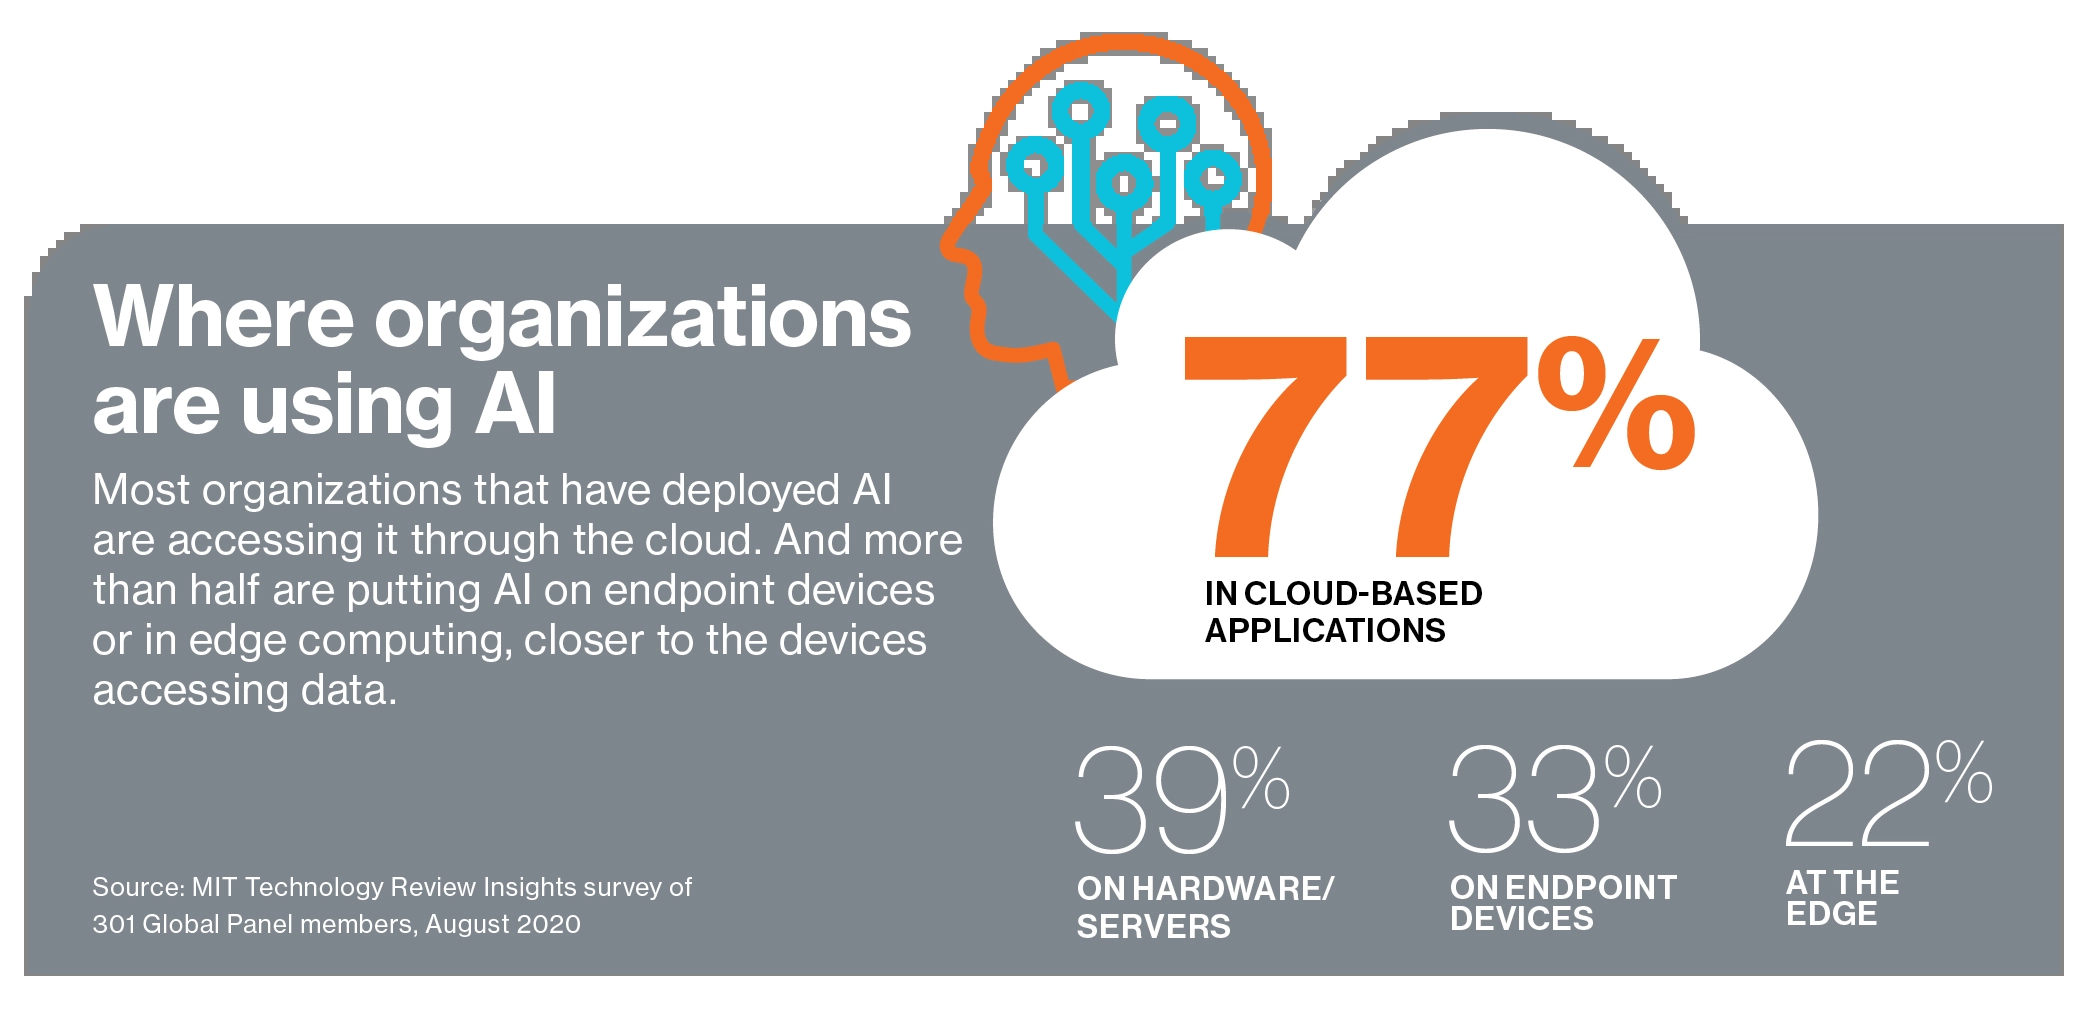 Where organizations
are using AI
Most organizations that have deployed AI
are accessing it through the cloud. And more
than half are putting AI on endpoint devices
or in edge computing, closer to the devices
accessing data.
Source: MIT Technology Review Insights survey of
301 Global Panel members, August 2020
77%
IN CLOUD-BASED
APPLICATIONS
39%
ON HARDWARE/
SERVERS
33%
ON ENDPOINT
DEVICES
22%
AT THE
EDGE